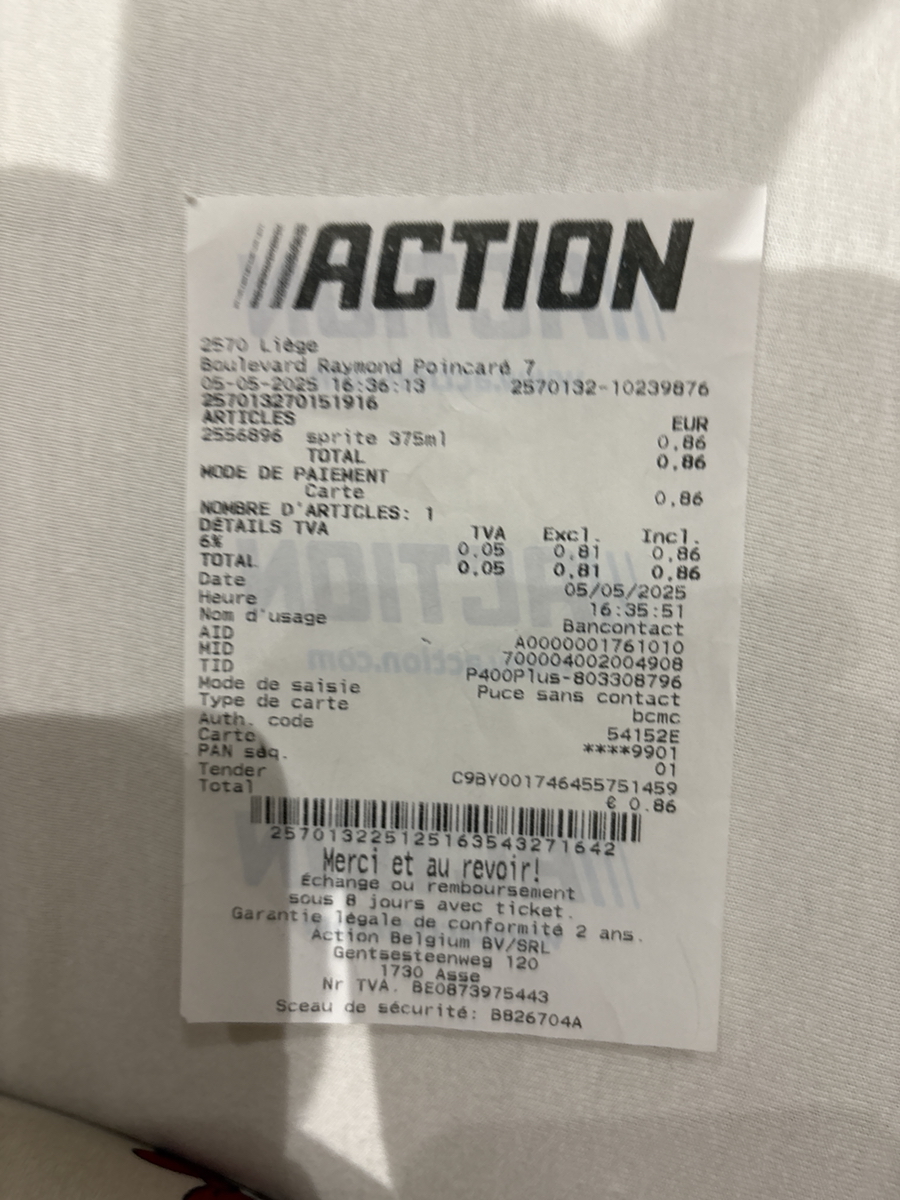 ACTION
2570 Liège
Boulevard Raymond Poincaré 7
05-05-2025 16:36:13 2570132-10239876
257013270151916
ARTICLES EUR
2556896 sprite 375ml 0,86
TOTAL 0,86
MODE DE PAIEMENT
Carte 0,86
NOMBRE D'ARTICLES: 1
DÉTAILS TVA TVA Excl. Incl.
6% 0,05 0,81 0,86
TOTAL 0,05 0,81 0,86
Date 05/05/2025
Heure 16:35:51
Nom d'usage Bancontact
AID A0000001761010
MID 700004002004908
TID P400Plus-803308796
Mode de saisie Puce sans contact
Type de carte bcmc
Auth. code 54152E
Carte ****9901
PAN séq. 01
Tender C9BY001746455751459
Total € 0.86
257013225125163543271642
Merci et au revoir!
Échange ou remboursement
sous 8 jours avec ticket.
Garantie légale de conformité 2 ans.
Action Belgium BV/SRL
Gentsesteenweg 120
1730 Asse
Nr TVA. BE0873975443
Sceau de sécurité: B826704A